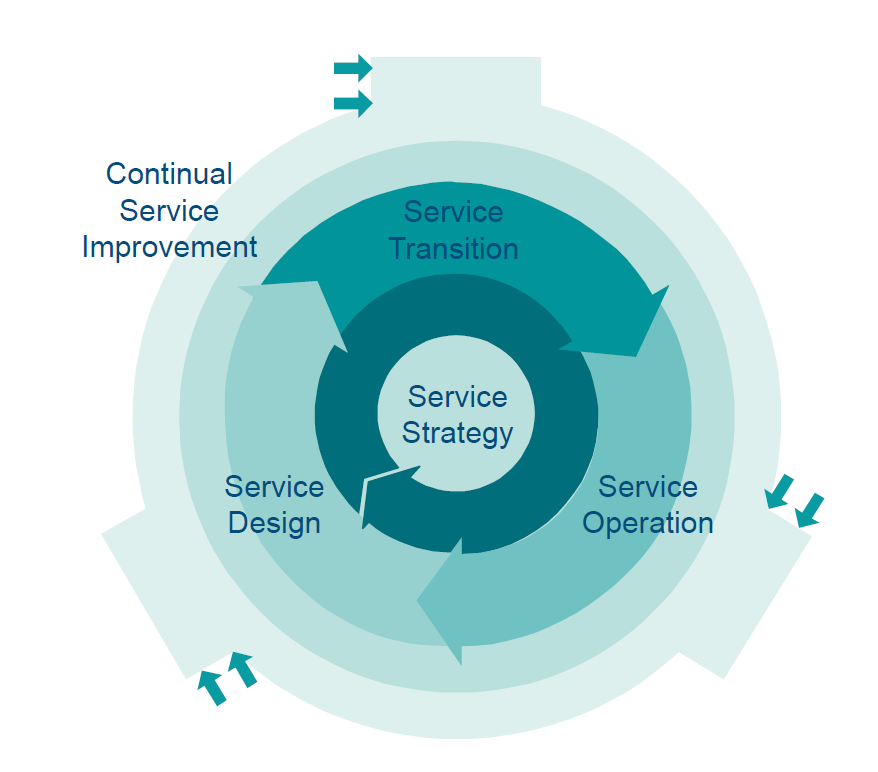 Continual
Service
Improvement
Service
Transition
Service
Strategy
Service
Design
Service
Operation